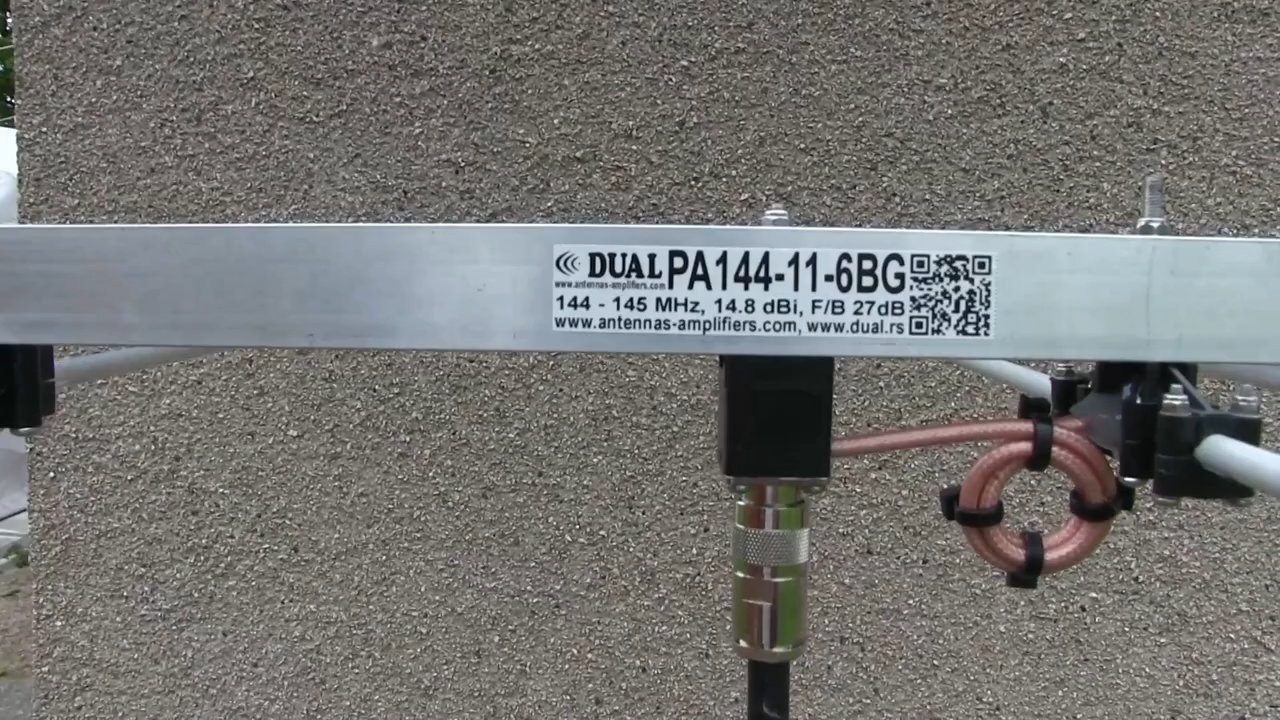 DUAL PA144-11-6BG
www.antennas-amplifiers.com
144 - 145 MHz, 14.8 dBi, F/B 27dB
www.antennas-amplifiers.com, www.dual.rs